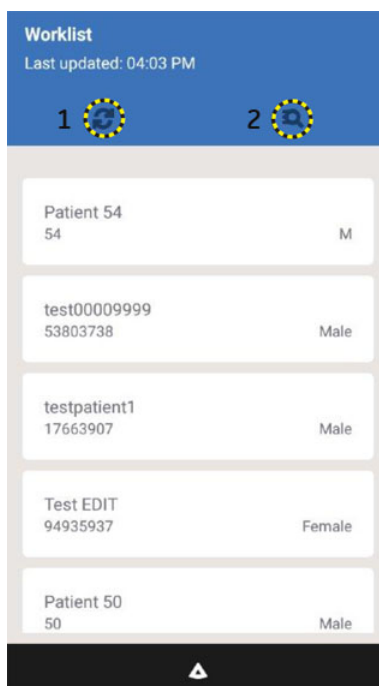 Worklist
Last updated: 04:03 PM
1 2
Patient 54
54 M
test00009999
53803738 Male
testpatient1
17663907 Male
Test EDIT
94935937 Female
Patient 50
50 Male